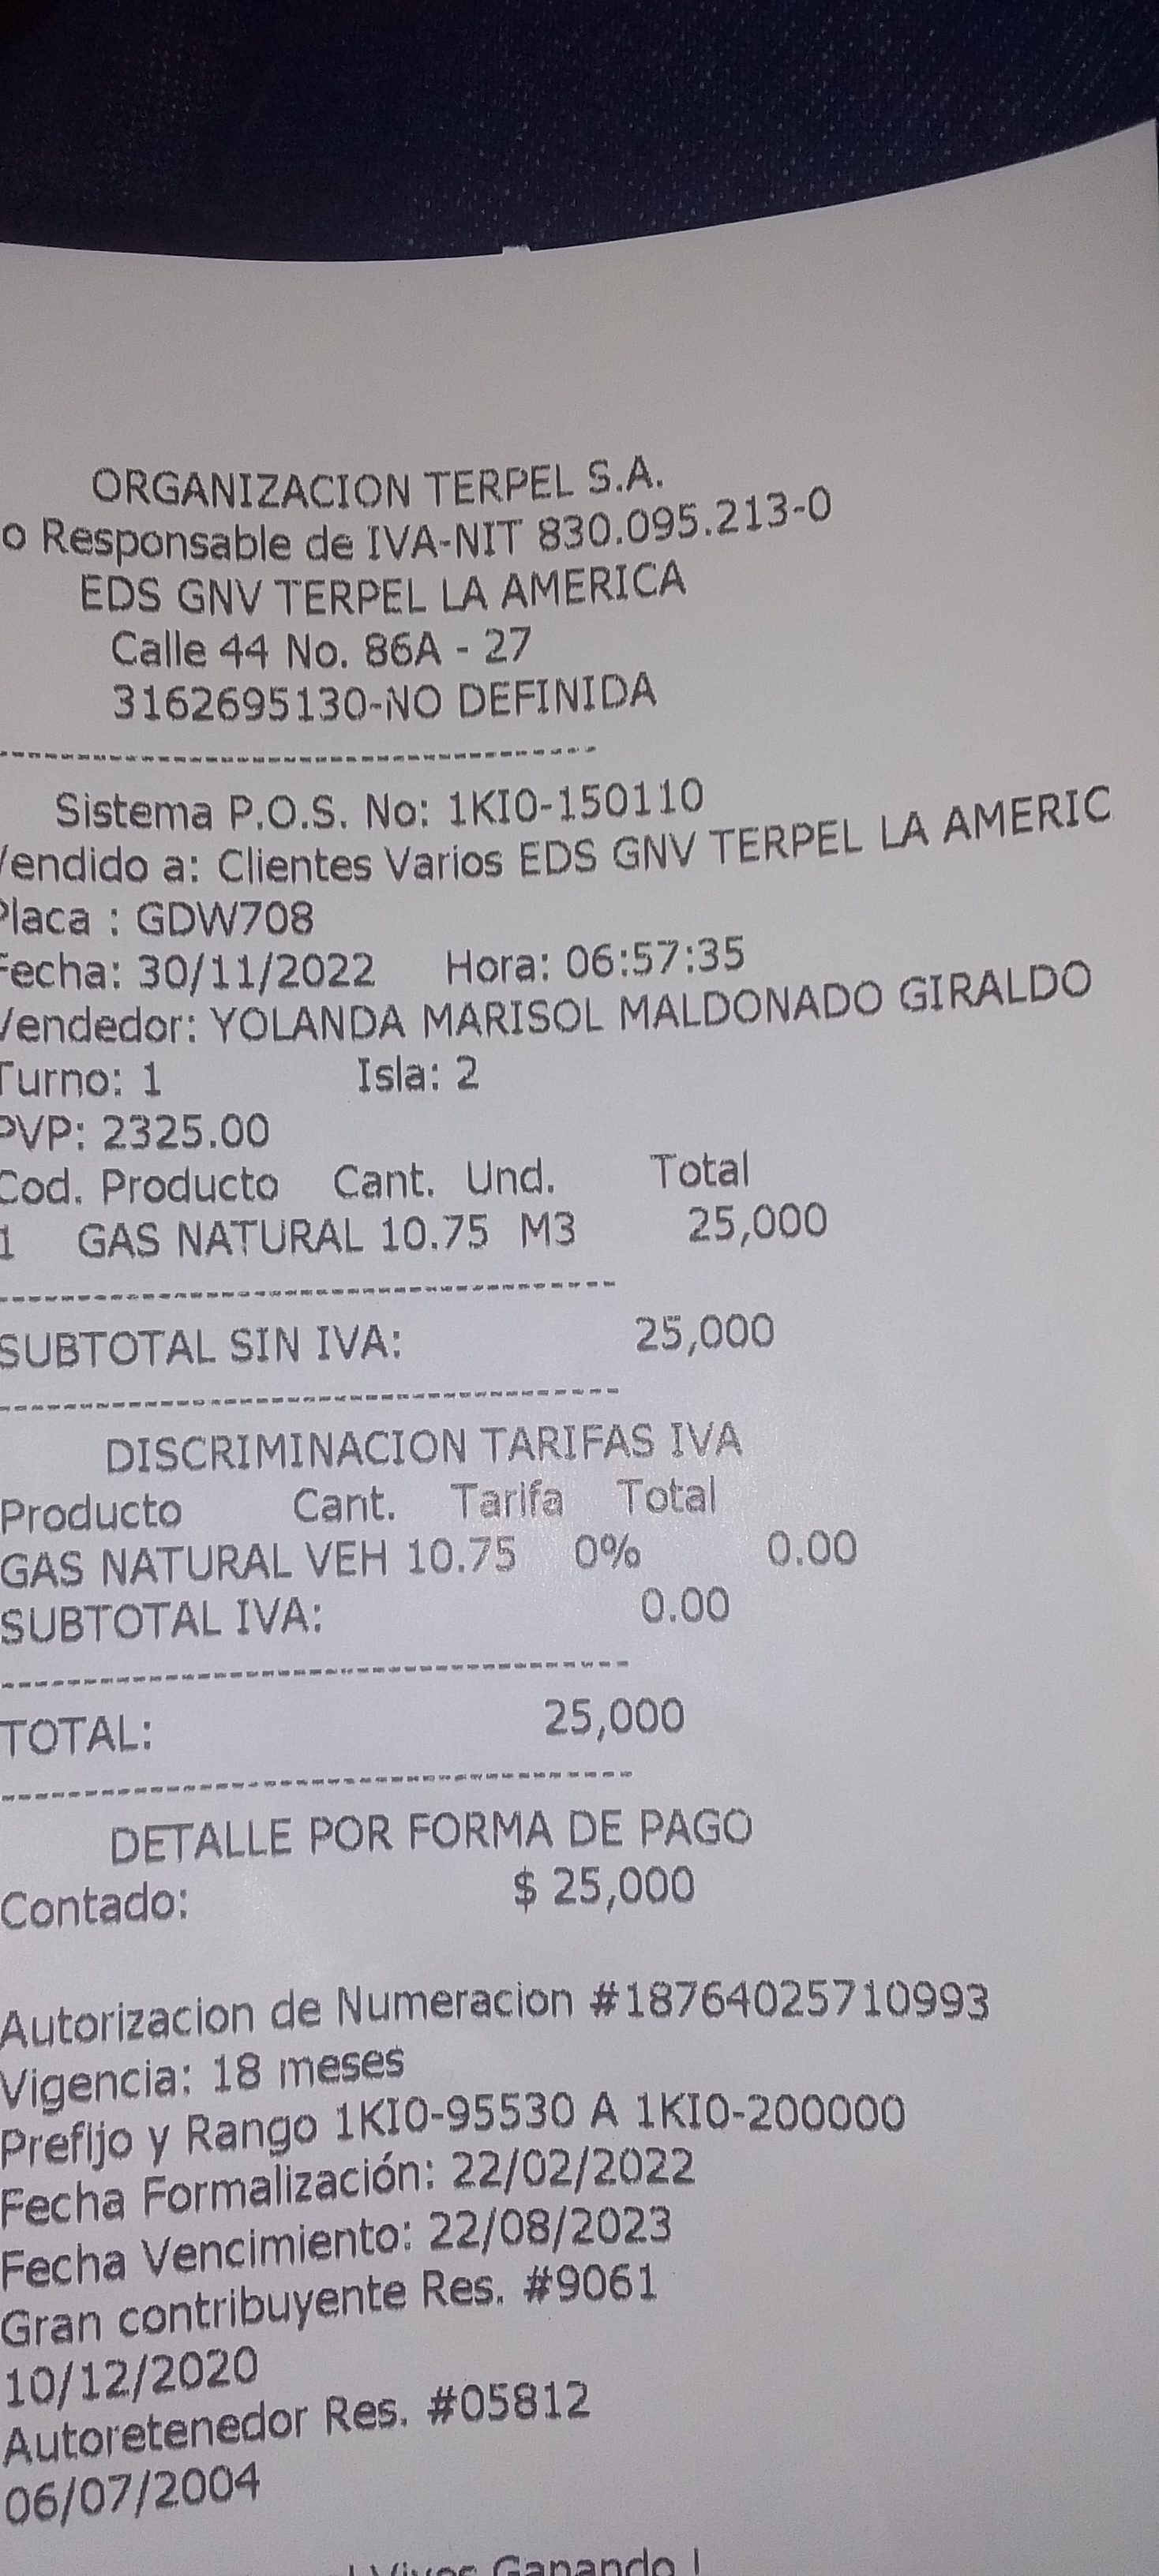 ORGANIZACION TERPEL S.A.
o Responsable de IVA-NIT 830.095.213-0
EDS GNV TERPEL LA AMERICA
Calle 44 No. 86A - 27
3162695130-NO DEFINIDA
Sistema P.O.S. No: 1KI0-150110
Vendido a: Clientes Varios EDS GNV TERPEL LA AMERIC
Placa : GDW708
Fecha: 30/11/2022 Hora: 06:57:35
Vendedor: YOLANDA MARISOL MALDONADO GIRALDO
Turno: 1 Isla: 2
PVP: 2325.00
Cod. Producto Cant. Und. Total
1 GAS NATURAL 10.75 M3 25,000
SUBTOTAL SIN IVA: 25,000
DISCRIMINACION TARIFAS IVA
Producto Cant. Tarifa Total
GAS NATURAL VEH 10.75 0% 0.00
SUBTOTAL IVA: 0.00
TOTAL: 25,000
DETALLE POR FORMA DE PAGO
Contado: $ 25,000
Autorizacion de Numeracion #18764025710993
Vigencia: 18 meses
Prefijo y Rango 1KI0-95530 A 1KI0-200000
Fecha Formalización: 22/02/2022
Fecha Vencimiento: 22/08/2023
Gran contribuyente Res. #9061
10/12/2020
Autoretenedor Res. #05812
06/07/2004
Vives Ganando !